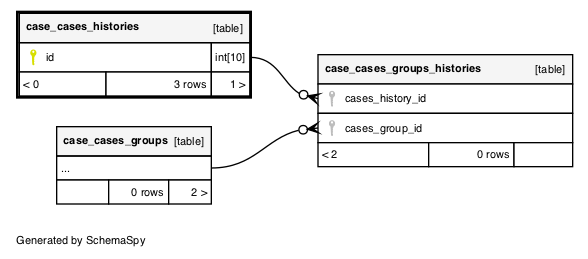 case_cases_histories [table]
id int[10]
< 0 3 rows 1 >
case_cases_groups_histories [table]
cases_history_id
cases_group_id
< 2 0 rows
case_cases_groups [table]
...
0 rows 2 >
Generated by SchemaSpy